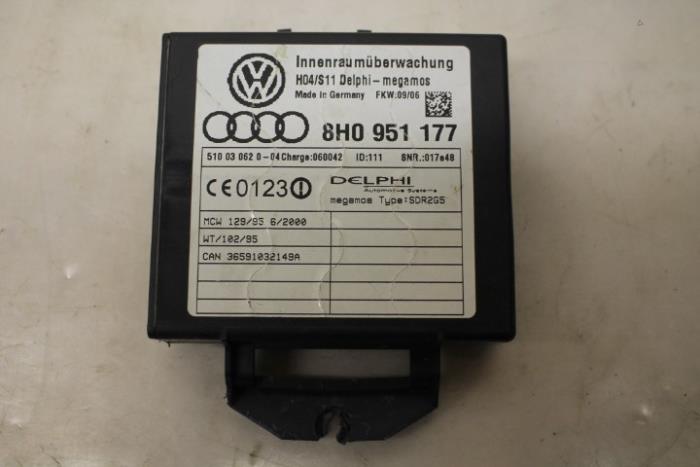 Innenraumüberwachung
H04/S11 Delphi-megamos
Made in Germany FKW:09/06
8H0 951 177
510 03 062 0-04 Charge:060042 ID:111 SNR.:017e48
CE0123 DELPHI
Automotive Systems
megamos Type:SDR2G5
MCW 129/95 6/2000
WT/102/95
CAN 36591032149A